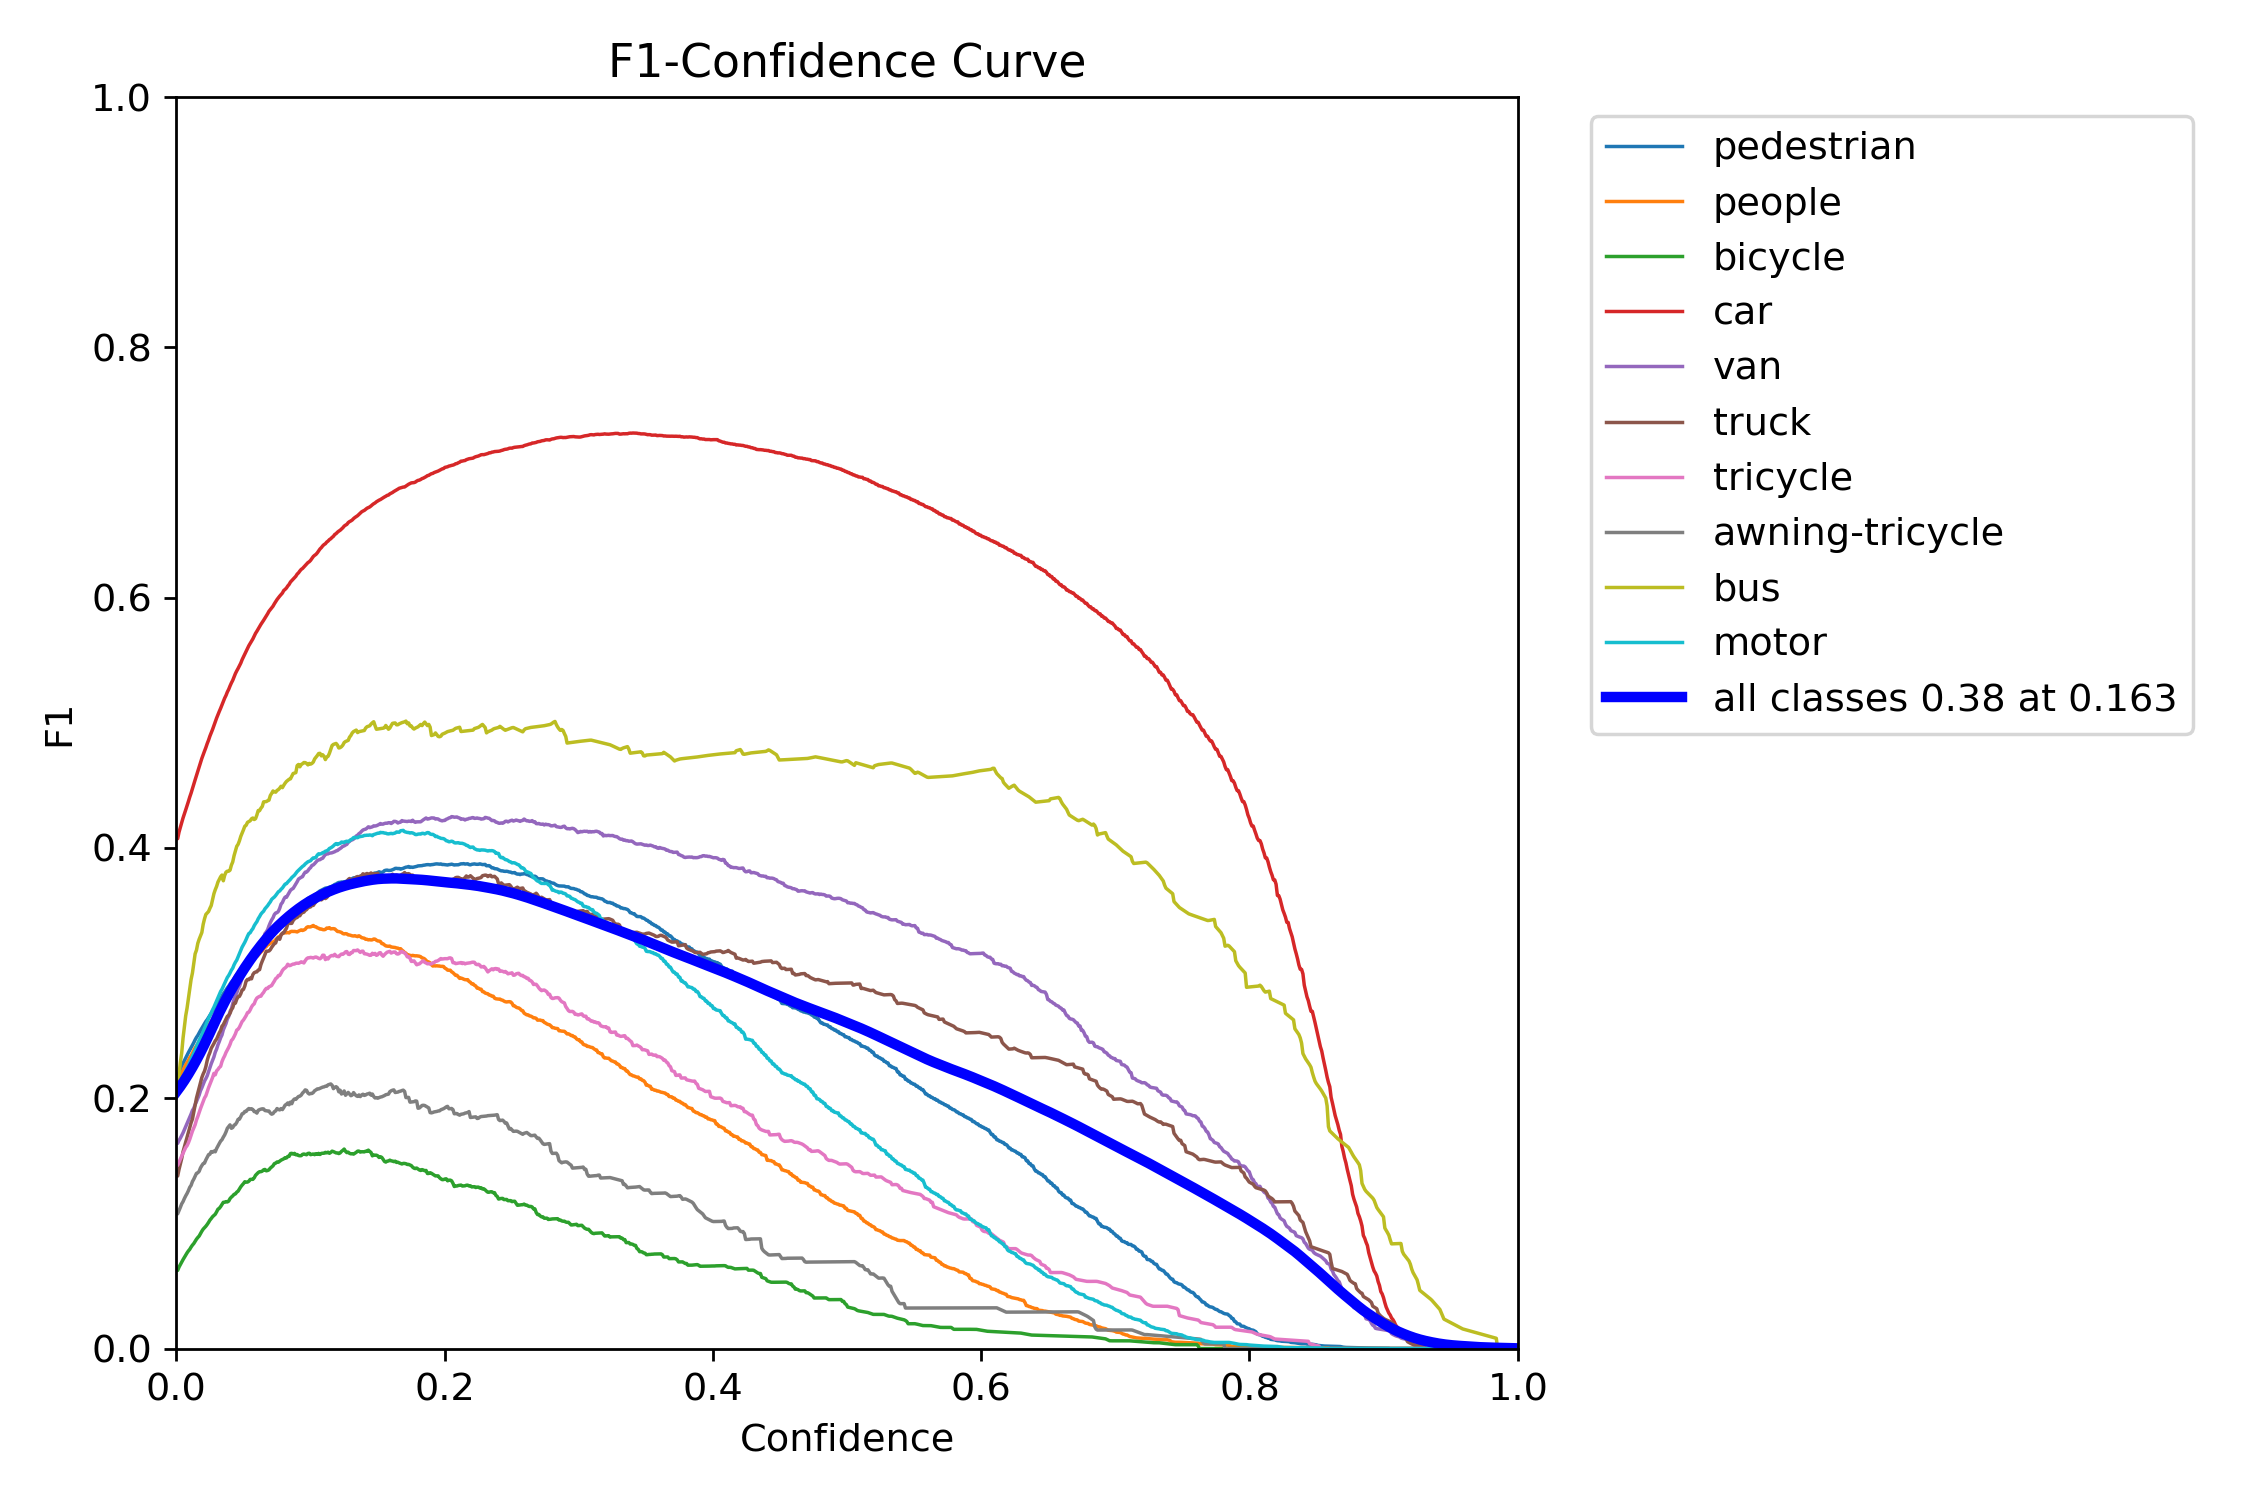 F1-Confidence Curve
1.0
0.8
0.6
0.4
0.2
0.0
F1
0.0 0.2 0.4 0.6 0.8 1.0
Confidence
pedestrian
people
bicycle
car
van
truck
tricycle
awning-tricycle
bus
motor
all classes 0.38 at 0.163